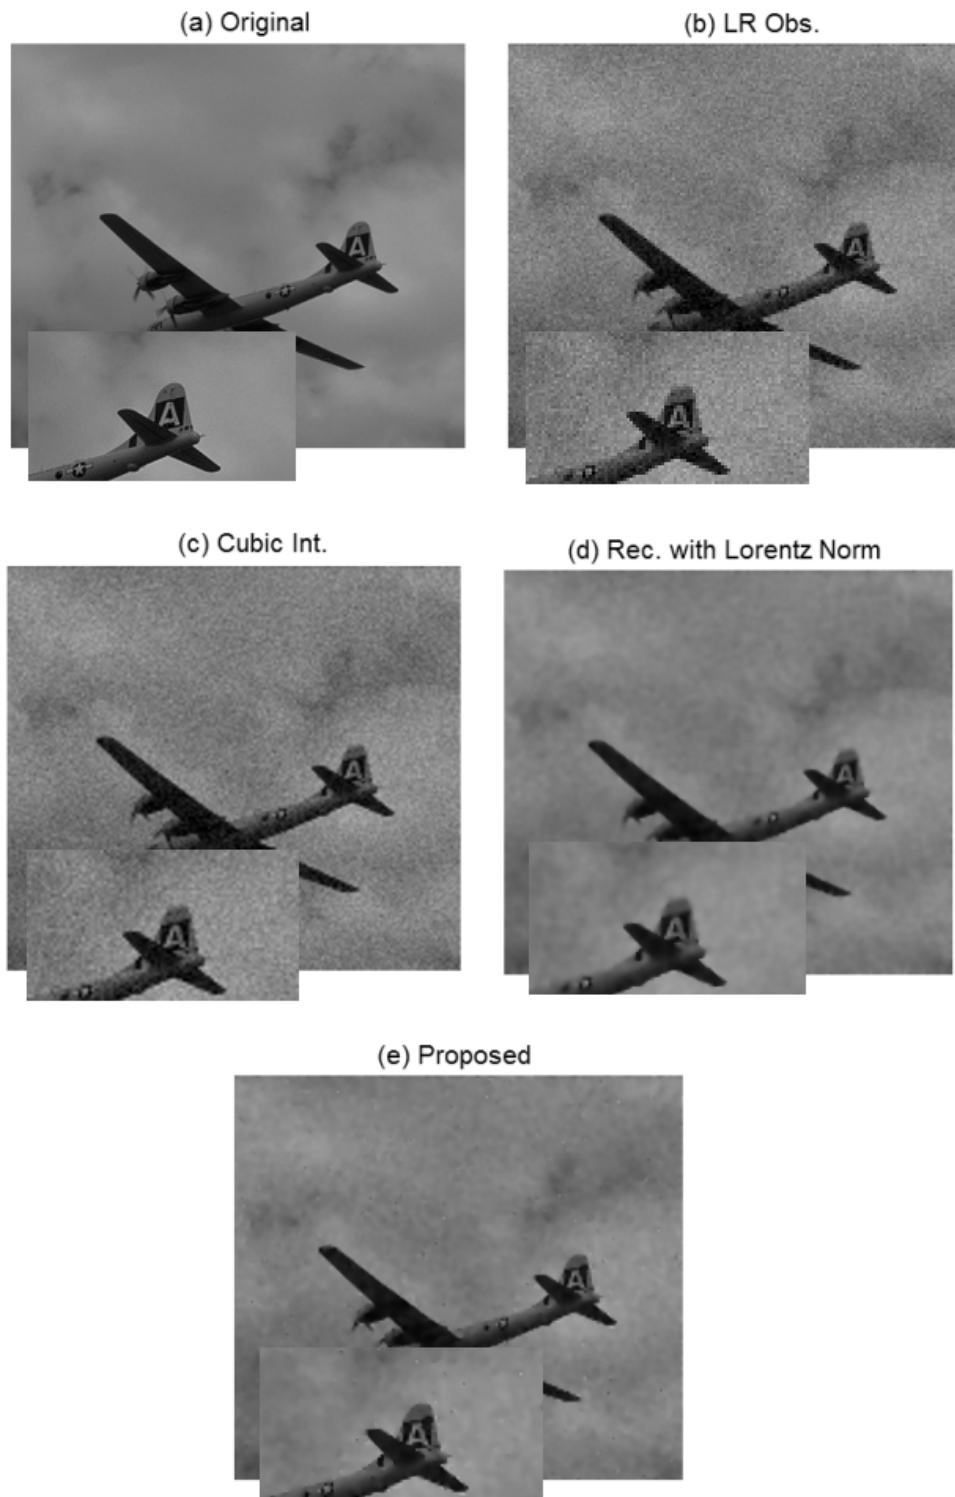 (a) Original
(b) LR Obs.
A
A
A
A
(c) Cubic Int.
(d) Rec. with Lorentz Norm
A
A
A
A
(e) Proposed
A
A